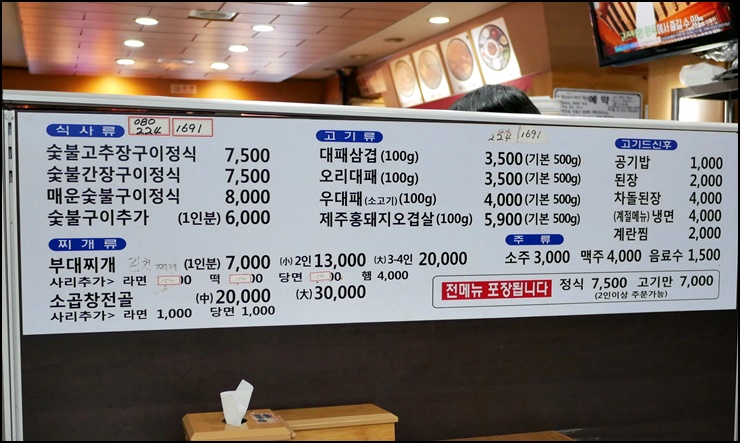 식 사 류
080
224
1691
숯불고추장구이정식 7,500
숯불간장구이정식 7,500
매운숯불구이정식 8,000
숯불구이추가 (1인분) 6,000
찌 개 류
부대찌개 (1인분) 7,000 (小) 2인 13,000 (大) 3-4인 20,000
사리추가> 라면 떡 당면 햄 4,000
소곱창전골 (中) 20,000 (大) 30,000
사리추가> 라면 1,000 당면 1,000
고 기 류
224 1691
대패삼겹 (100g) 3,500 (기본 500g)
오리대패 (100g) 3,500 (기본 500g)
우대패 (소고기) (100g) 4,000 (기본 500g)
제주흑돼지오겹살(100g) 5,900 (기본 500g)
고기드신후
공기밥 1,000
된장 2,000
차돌된장 4,000
(계절메뉴) 냉면 4,000
계란찜 2,000
주 류
소주 3,000 맥주 4,000 음료수 1,500
전메뉴 포장됩니다 정식 7,500 고기만 7,000
(2인이상 주문가능)
예 약